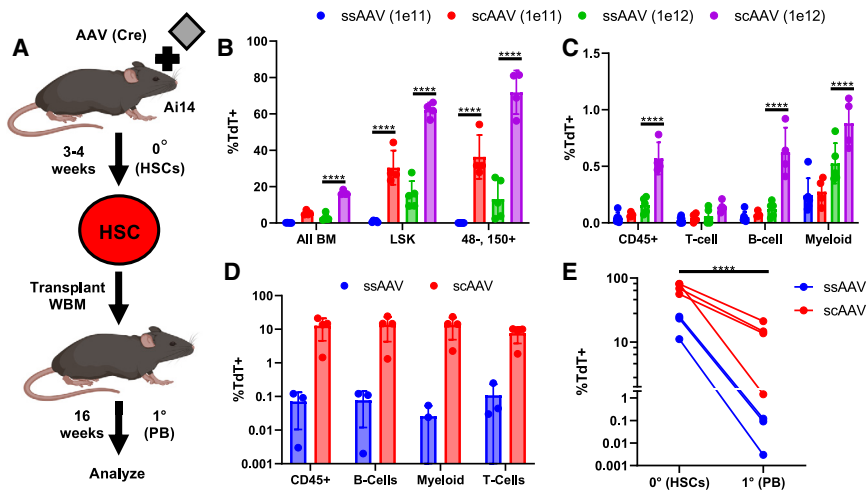 ssAAV (1e11) scAAV (1e11) ssAAV (1e12) scAAV (1e12)
A
AAV (Cre)
Ai14
3-4
weeks
0°
(HSCs)
HSC
Transplant
WBM
16
weeks
1°
(PB)
Analyze
B
%TdT+
100
80
60
40
20
0
****
****
****
****
****
All BM LSK 48-, 150+
C
%TdT+
1.5
1.0
0.5
0.0
****
****
****
CD45+ T-cell B-cell Myeloid
D
ssAAV scAAV
%TdT+
100
10
1
0.1
0.01
0.001
CD45+ B-Cells Myeloid T-Cells
E
****
ssAAV
scAAV
%TdT+
100
10
1
0.1
0.01
0.001
0° (HSCs) 1° (PB)